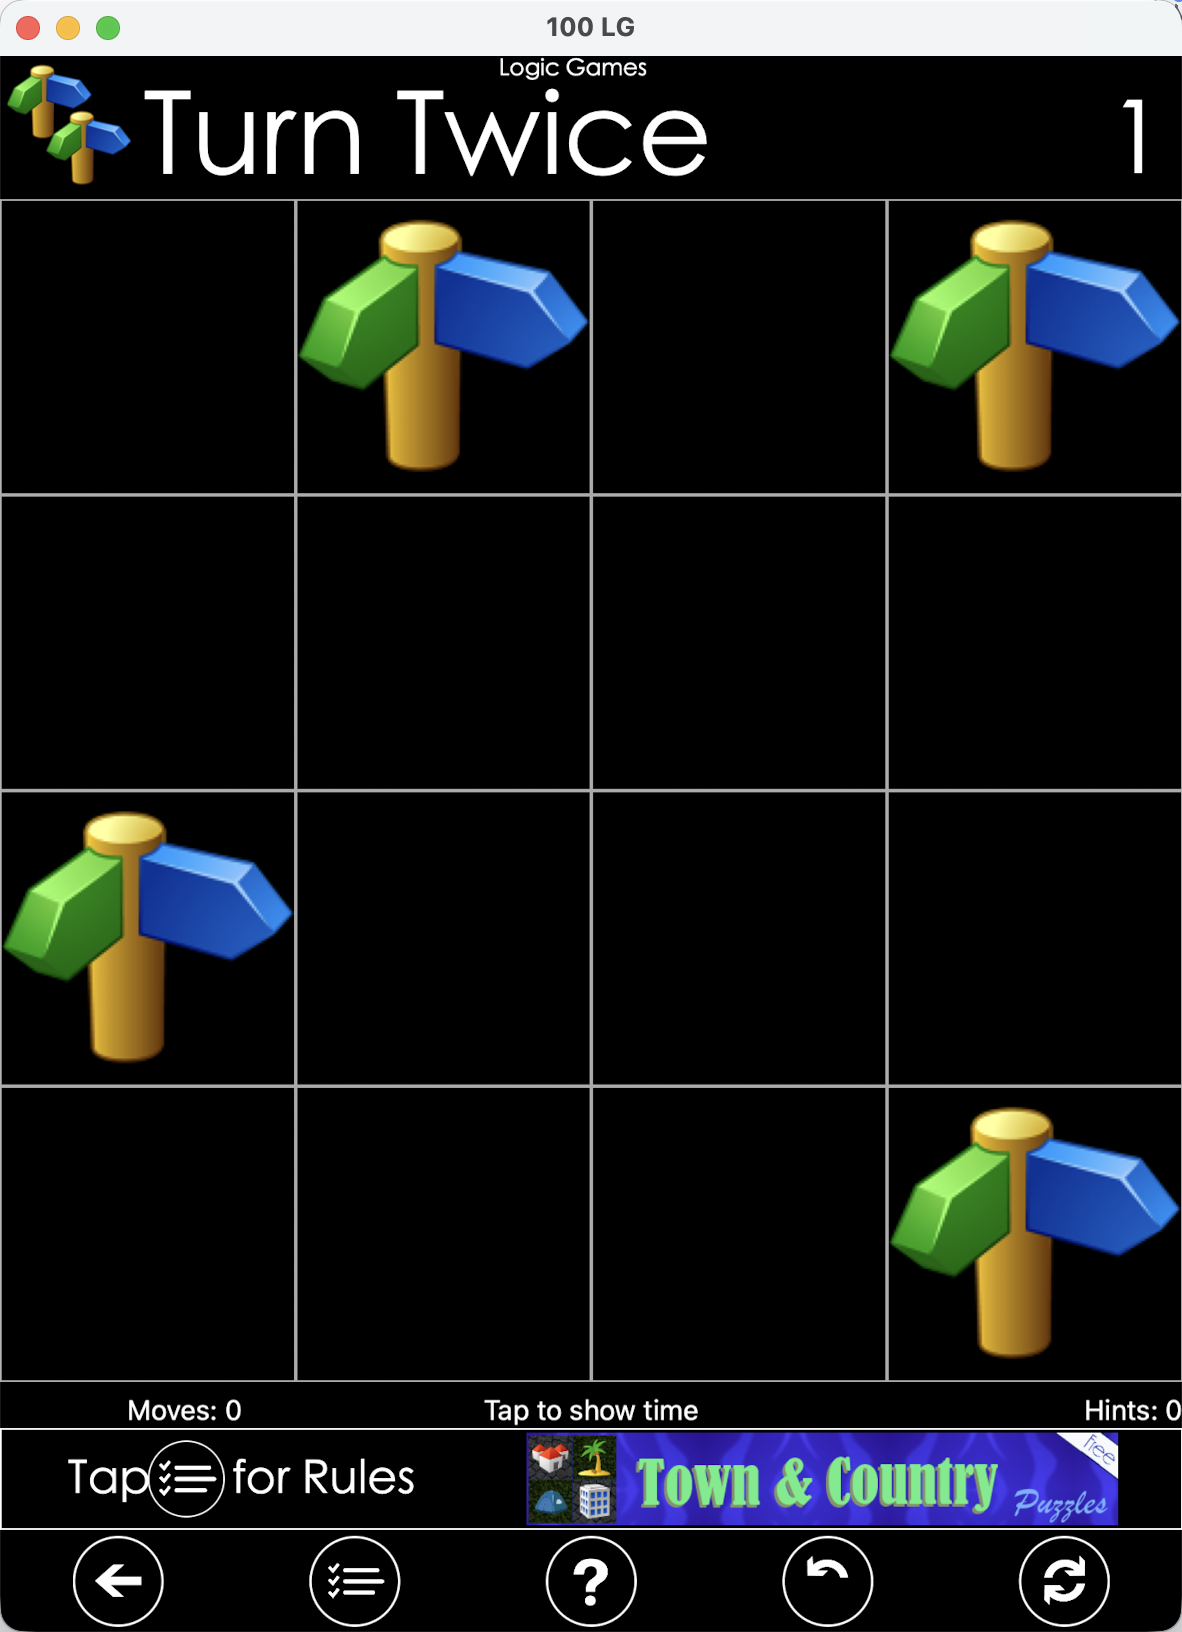 100 LG
Logic Games
Turn Twice
1
Moves: 0
Tap to show time
Hints: 0
Tap for Rules
Town & Country
Puzzles
Free
?